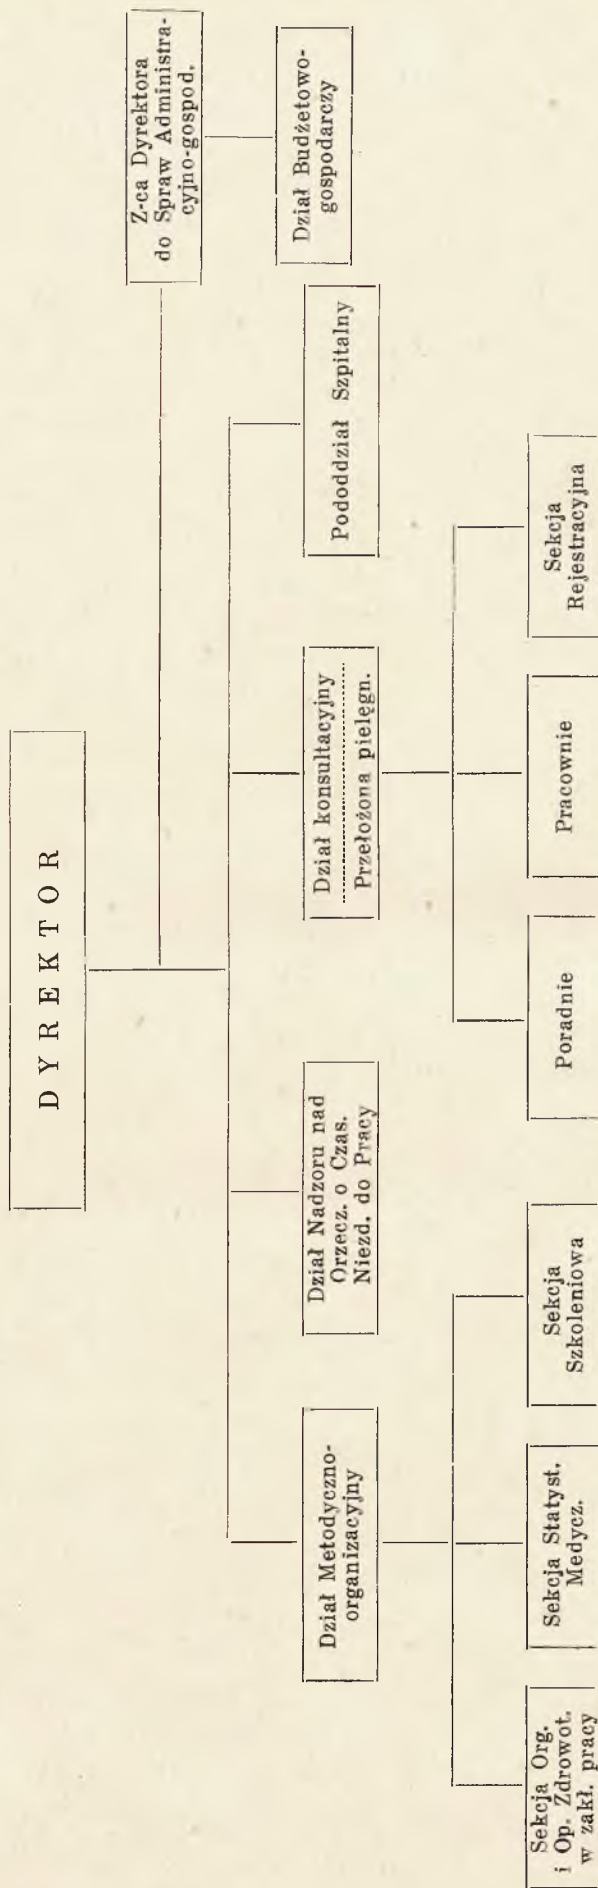 DYREKTOR
Z-ca Dyrektora
do Spraw Administra-
cyjno-gospod.
Dział Metodyczno-
organizacyjny
Dział Nadzoru nad
Orzecz. o Czas.
Niezd. do Pracy
Dział konsultacyjny
Przełożona pielęgn.
Pododdział Szpitalny
Dział Budżetowo-
gospodarczy
Sekcja Org.
i Op. Zdrowot.
w zakł. pracy
Sekcja Statyst.
Medycz.
Sekcja
Szkoleniowa
Poradnie
Pracownie
Sekcja
Rejestracyjna